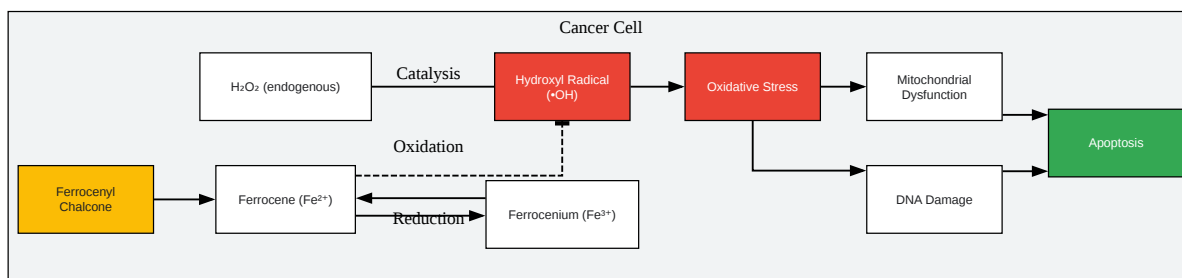 Cancer Cell
H₂O₂ (endogenous)
Catalysis
Hydroxyl Radical
(•OH)
Oxidative Stress
Mitochondrial
Dysfunction
Apoptosis
Oxidation
Ferrocenyl
Chalcone
Ferrocene (Fe²⁺)
Reduction
Ferrocenium (Fe³⁺)
DNA Damage